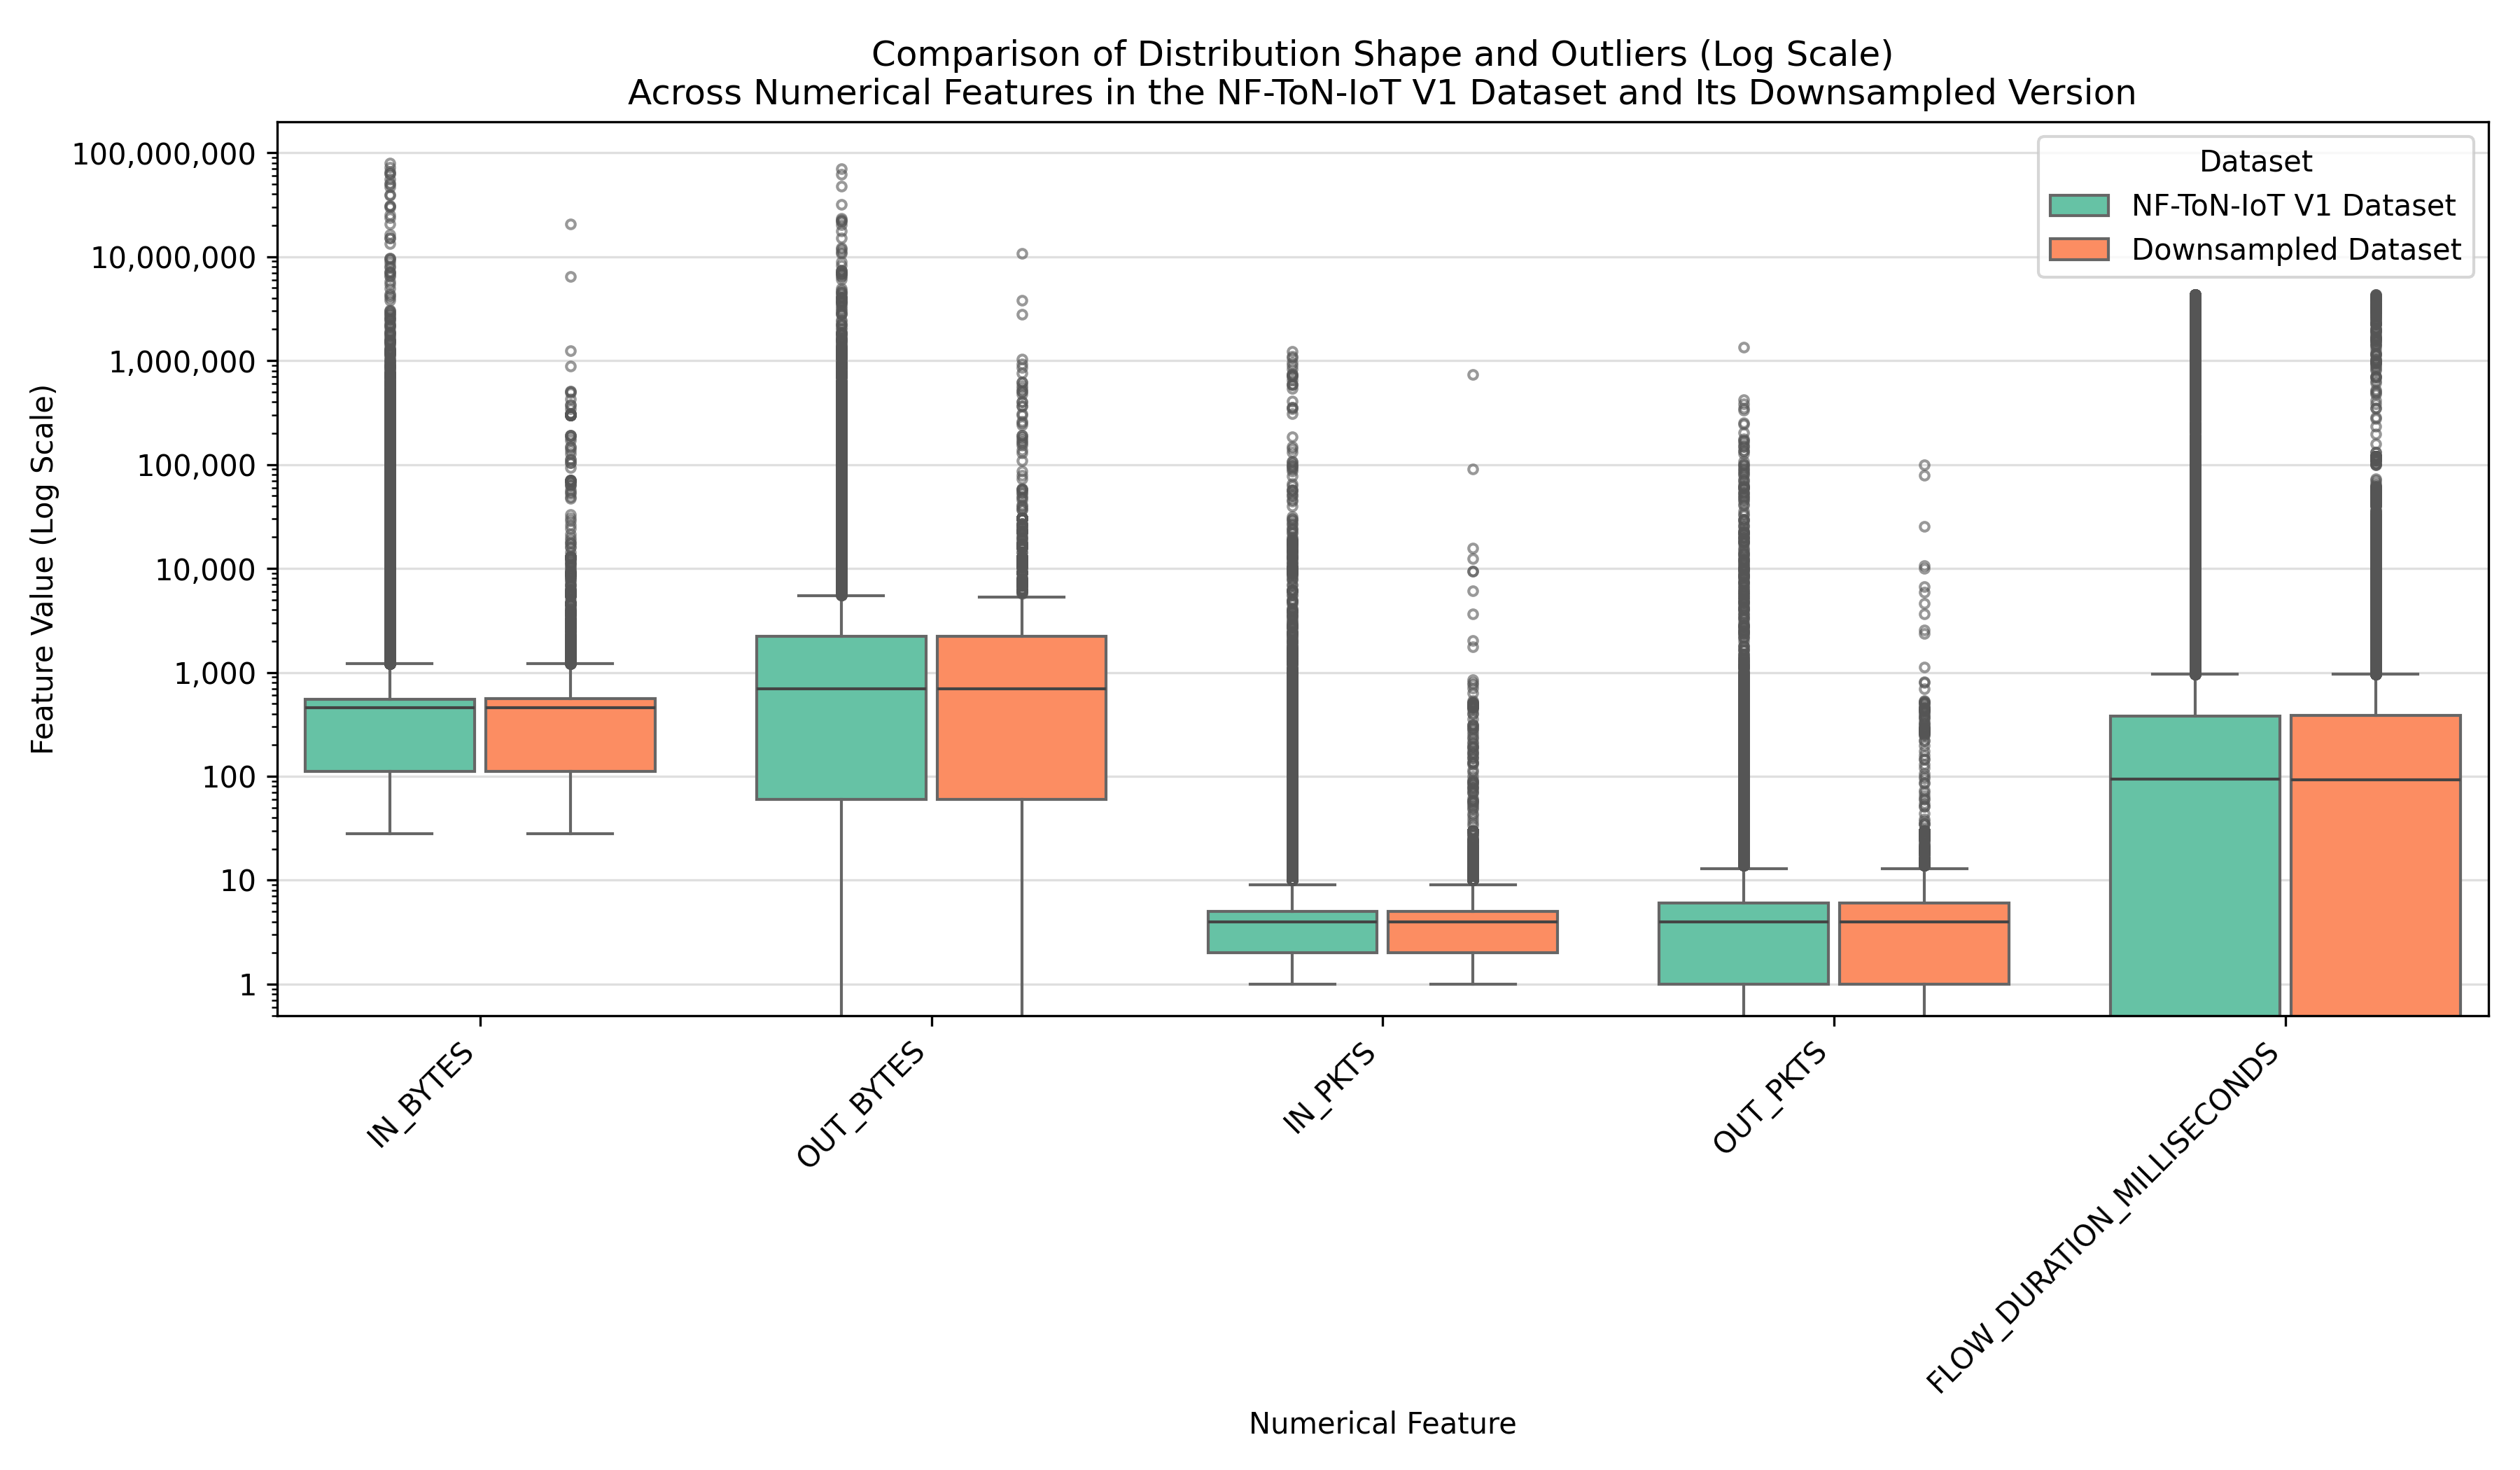 Comparison of Distribution Shape and Outliers (Log Scale)
Across Numerical Features in the NF-ToN-IoT V1 Dataset and Its Downsampled Version
Dataset
NF-ToN-IoT V1 Dataset
Downsampled Dataset
Feature Value (Log Scale)
100,000,000
10,000,000
1,000,000
100,000
10,000
1,000
100
10
1
IN_BYTES
OUT_BYTES
IN_PKTS
OUT_PKTS
FLOW_DURATION_MILLISECONDS
Numerical Feature